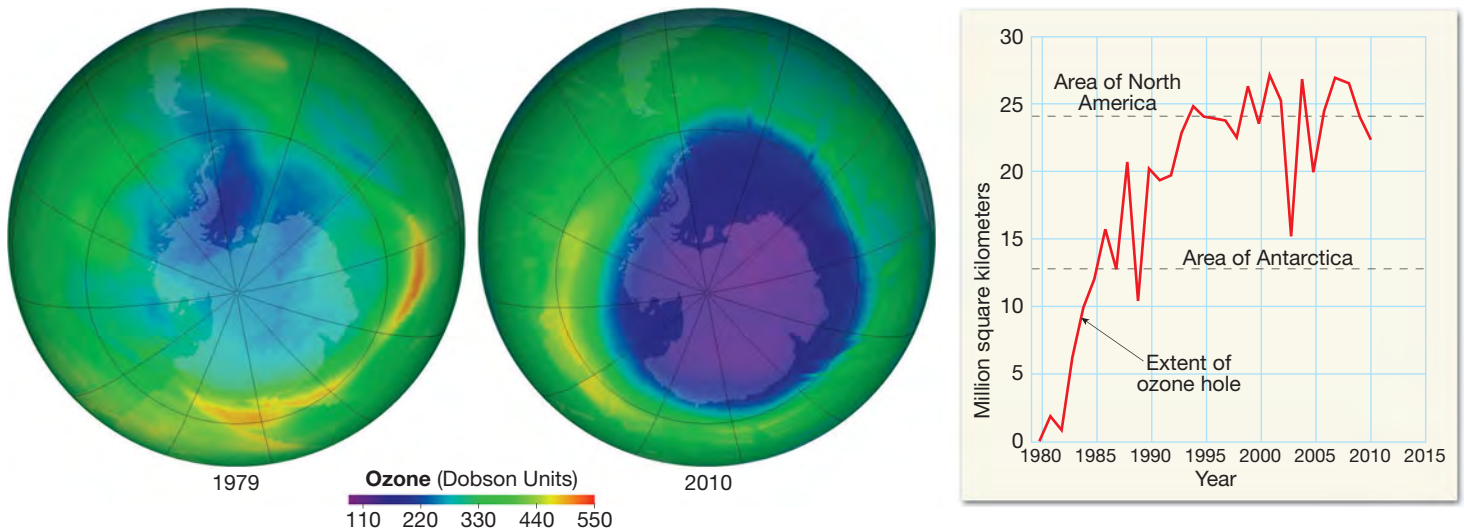 1979
2010
Ozone (Dobson Units)
110 220 330 440 550
Million square kilometers
30
25
20
15
10
5
0
Area of North
America
Area of Antarctica
Extent of
ozone hole
1980 1985 1990 1995 2000 2005 2010 2015
Year